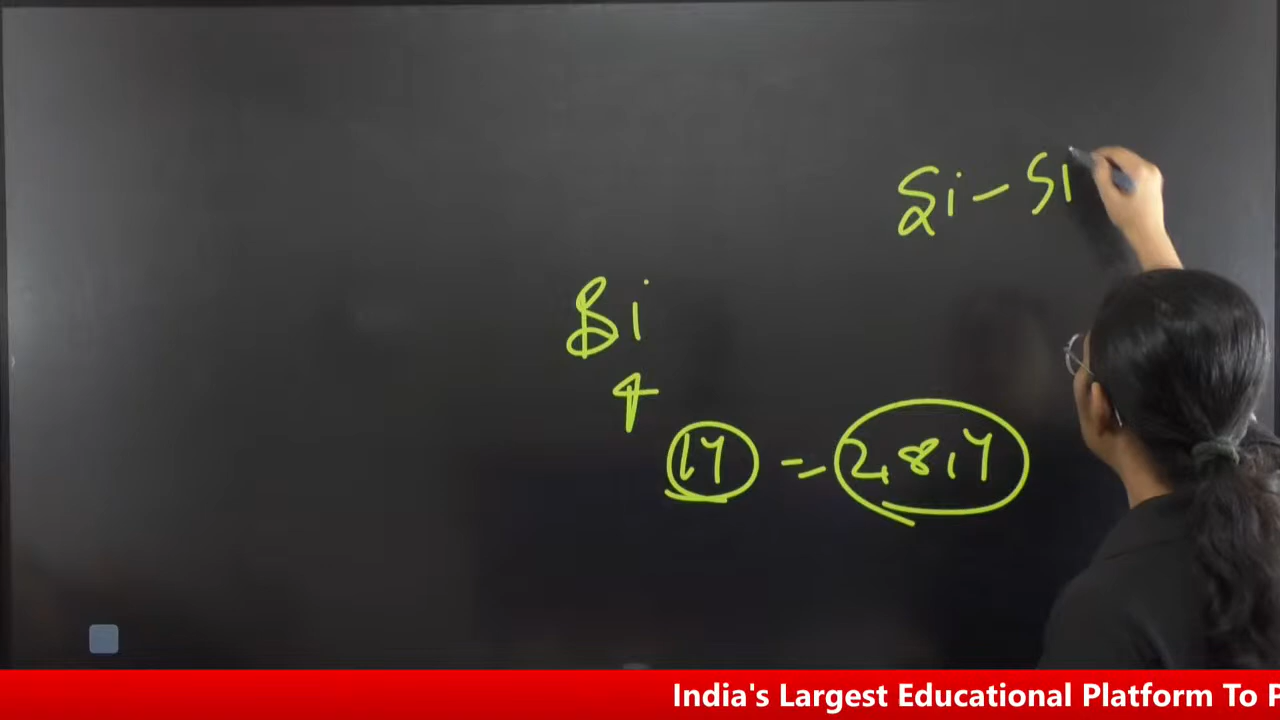 Si - Si
Si
4
14 = 2,8,4
India's Largest Educational Platform To P